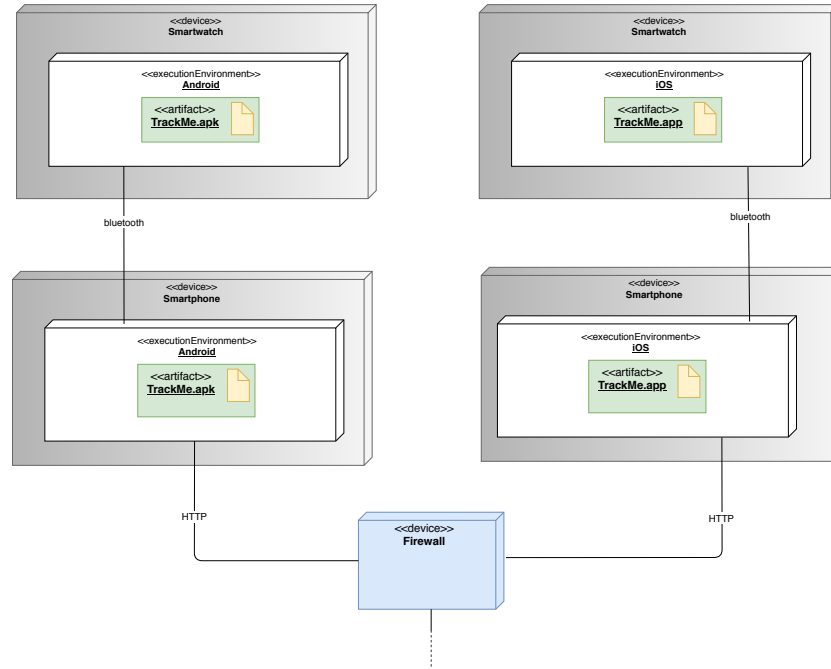 <<device>>
Smartwatch
<<executionEnvironment>>
Android
<<artifact>>
TrackMe.apk
<<device>>
Smartwatch
<<executionEnvironment>>
iOS
<<artifact>>
TrackMe.app
bluetooth
bluetooth
<<device>>
Smartphone
<<executionEnvironment>>
Android
<<artifact>>
TrackMe.apk
<<device>>
Smartphone
<<executionEnvironment>>
iOS
<<artifact>>
TrackMe.app
HTTP
HTTP
<<device>>
Firewall